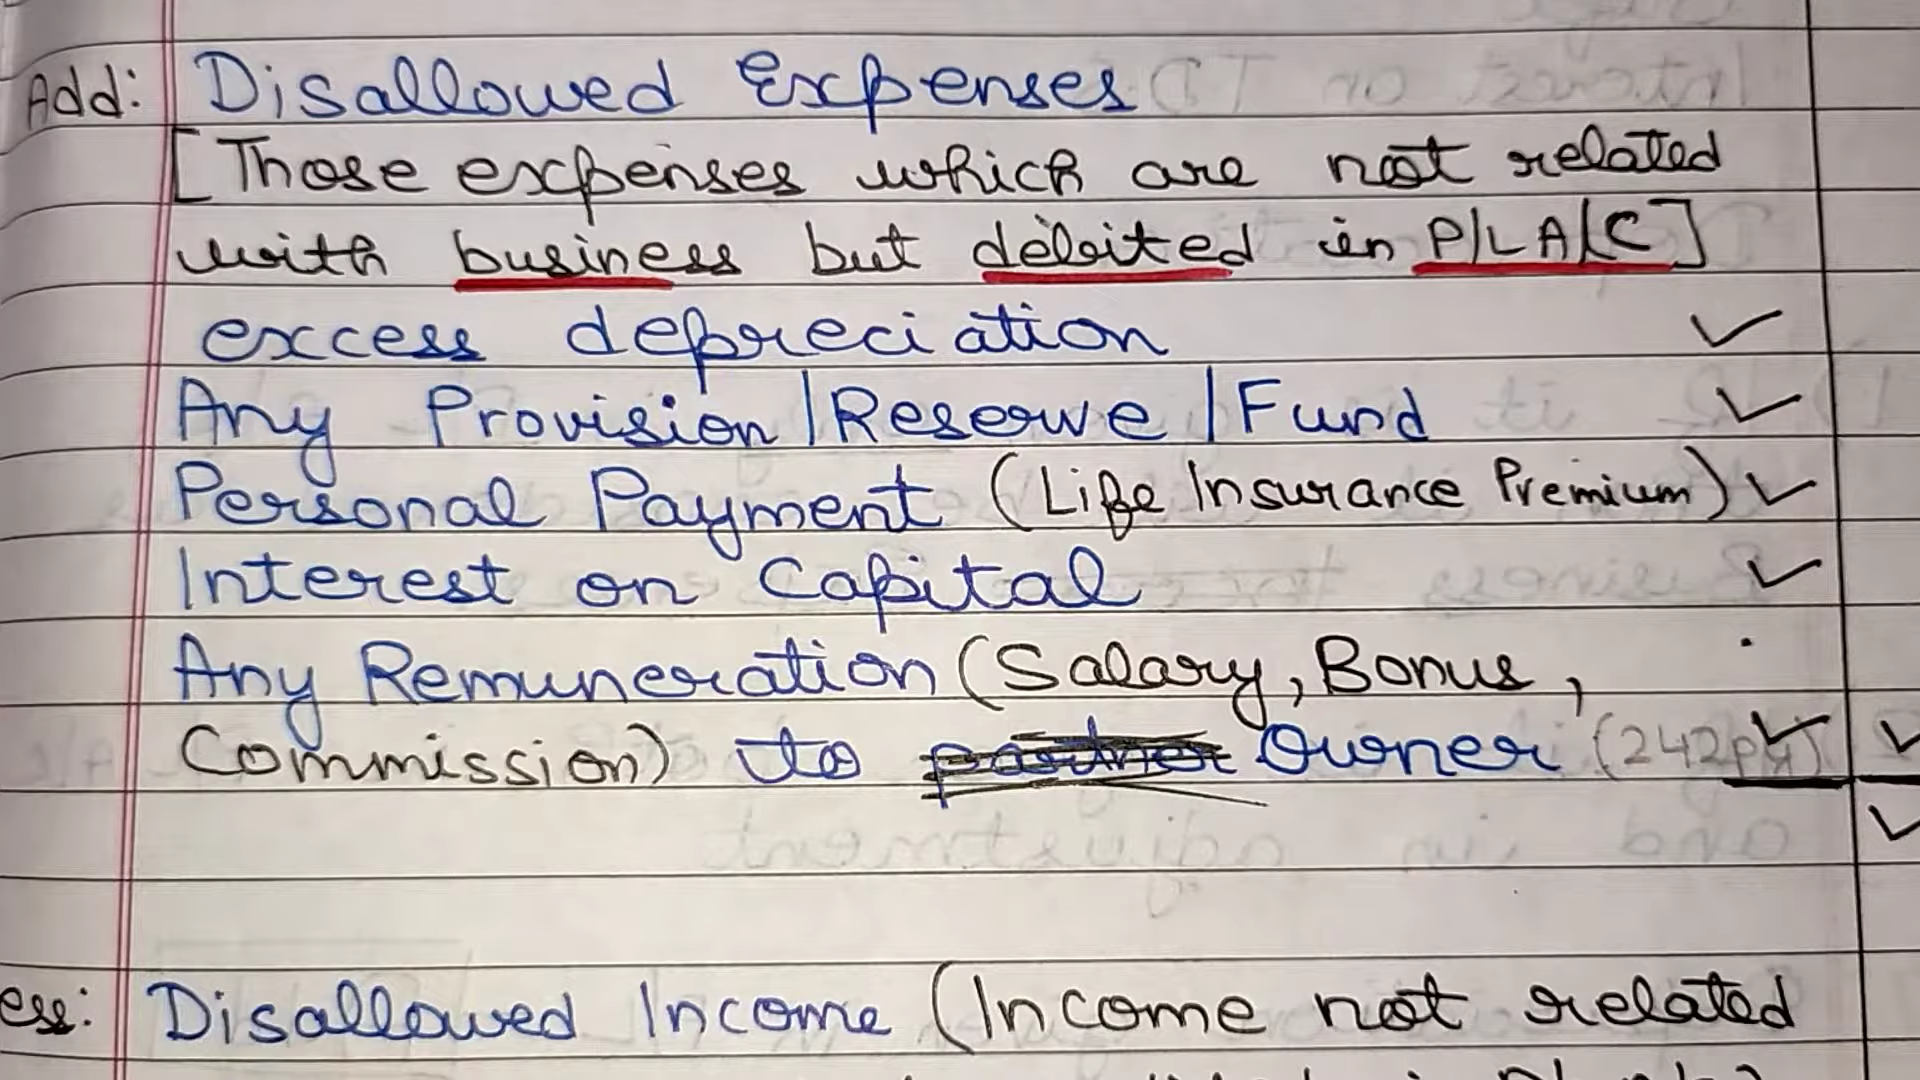 Add: Disallowed Expenses
[Those expenses which are not related
with business but debited in P/L A/C]
excess depreciation
Any Provision/Reserve/Fund
Personal Payment (Life Insurance Premium)
Interest on Capital
Any Remuneration (Salary, Bonus,
Commission) to partner Owner
ess: Disallowed Income (Income not related